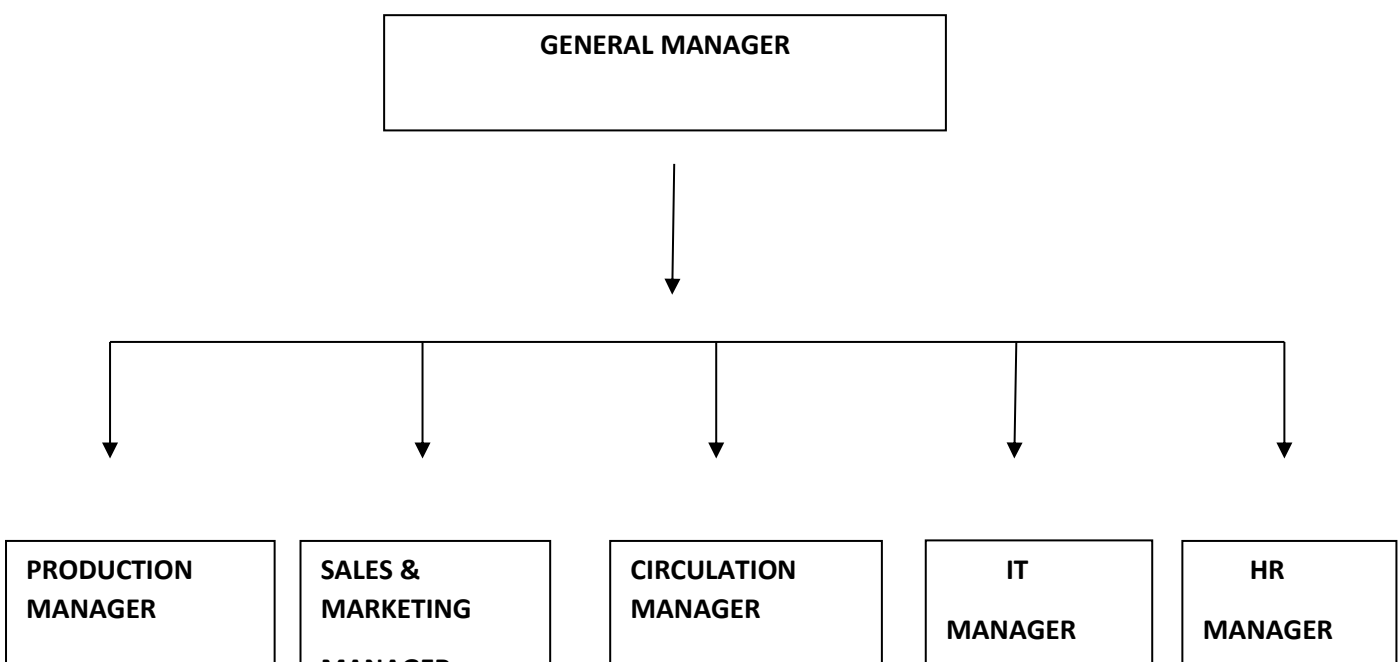 GENERAL MANAGER
PRODUCTION
MANAGER
SALES &
MARKETING
MANAGER
CIRCULATION
MANAGER
IT
MANAGER
HR
MANAGER